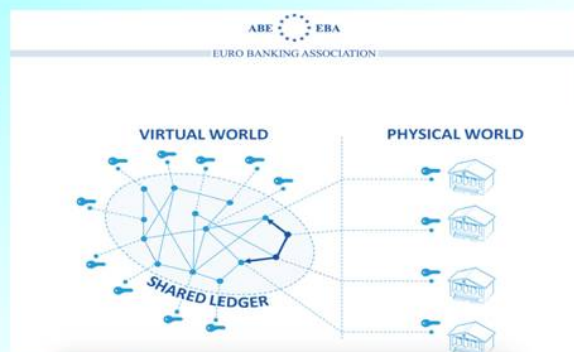 ABE EBA
EURO BANKING ASSOCIATION
VIRTUAL WORLD
PHYSICAL WORLD
SHARED LEDGER